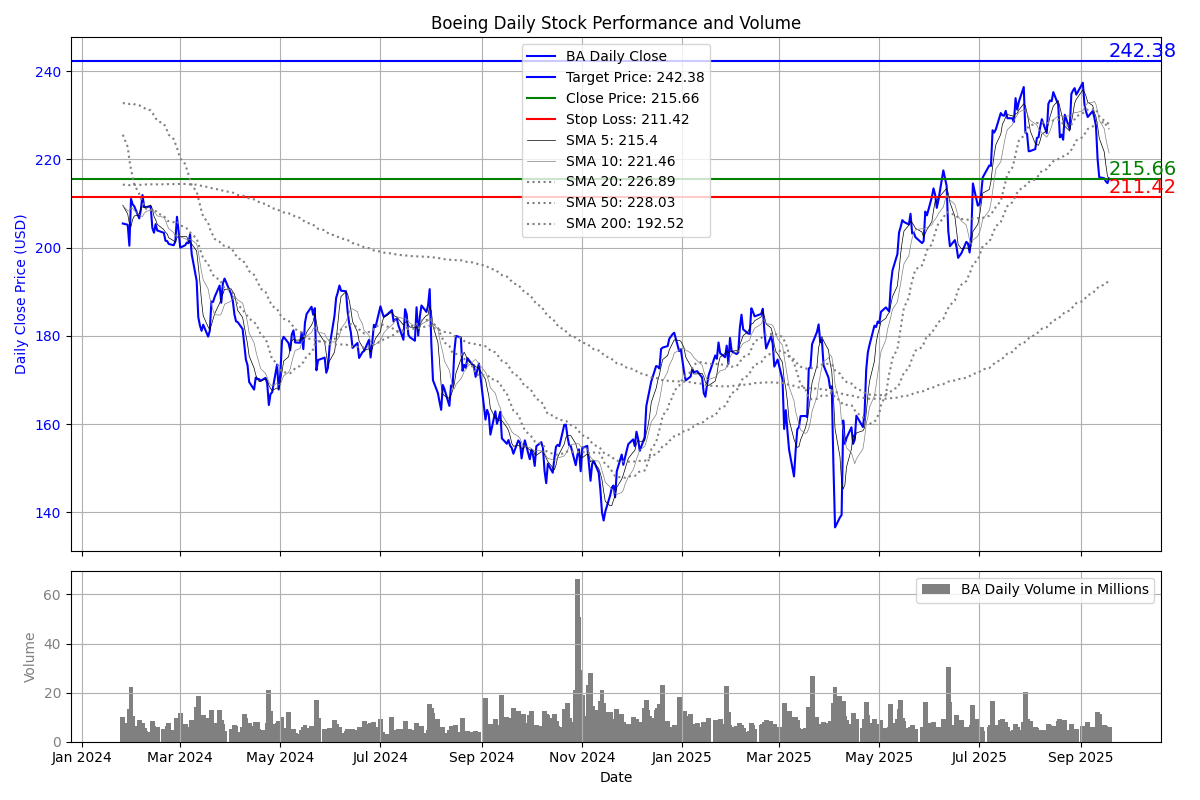 Boeing Daily Stock Performance and Volume
242.38
240
220
200
180
160
140
Daily Close Price (USD)
BA Daily Close
Target Price: 242.38
Close Price: 215.66
Stop Loss: 211.42
SMA 5: 215.4
SMA 10: 221.46
SMA 20: 226.89
SMA 50: 228.03
SMA 200: 192.52
215.66
211.42
60
40
20
0
Volume
BA Daily Volume in Millions
Jan 2024 Mar 2024 May 2024 Jul 2024 Sep 2024 Nov 2024 Jan 2025 Mar 2025 May 2025 Jul 2025 Sep 2025
Date